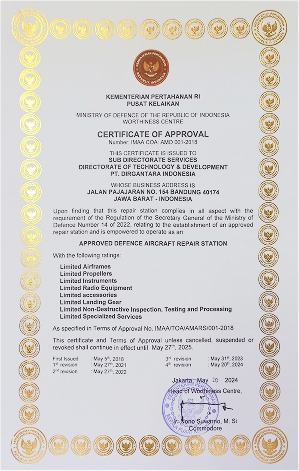 KEMENTERIAN PERTAHANAN RI
PUSAT KELAIKAN
MINISTRY OF DEFENCE OF THE REPUBLIC OF INDONESIA
WORTHINESS CENTRE
CERTIFICATE OF APPROVAL
Number: IMAA COA: AMO 001-2018
THIS CERTIFICATE IS ISSUED TO
SUB DIRECTORATE SERVICES
DIRECTORATE OF TECHNOLOGY & DEVELOPMENT
PT. DIRGANTARA INDONESIA
WHOSE BUSINESS ADDRESS IS
JALAN PAJAJARAN NO. 154 BANDUNG 40174
JAWA BARAT - INDONESIA
Upon finding that this repair station complies in all aspect with the
requirement of the Regulation of the Secretary General of the Ministry of
Defence Number 14 of 2022, relating to the establishment of an approved
repair station and is empowered to operate as an
APPROVED DEFENCE AIRCRAFT REPAIR STATION
With the following ratings:
Limited Airframes
Limited Propellers
Limited Instruments
Limited Radio Equipment
Limited accessories
Limited Landing Gear
Limited Non-Destructive Inspection, Testing and Processing
Limited Specialized Services
As specified in Terms of Approval No. IMAA/TOA/AMARS/001-2018
This certificate and Terms of Approval unless cancelled, suspended or
revoked shall continue in effect until May 27th, 2025.
First Issued : May 5th, 2018 3rd revision : May 31st, 2023
1st revision : May 27th, 2021 4th revision : May 20th, 2024
2nd revision : May 27th, 2022
Jakarta, May 20 2024
Head of Worthiness Centre,
Ir. Nono Suwarno, M. Si
Commodore